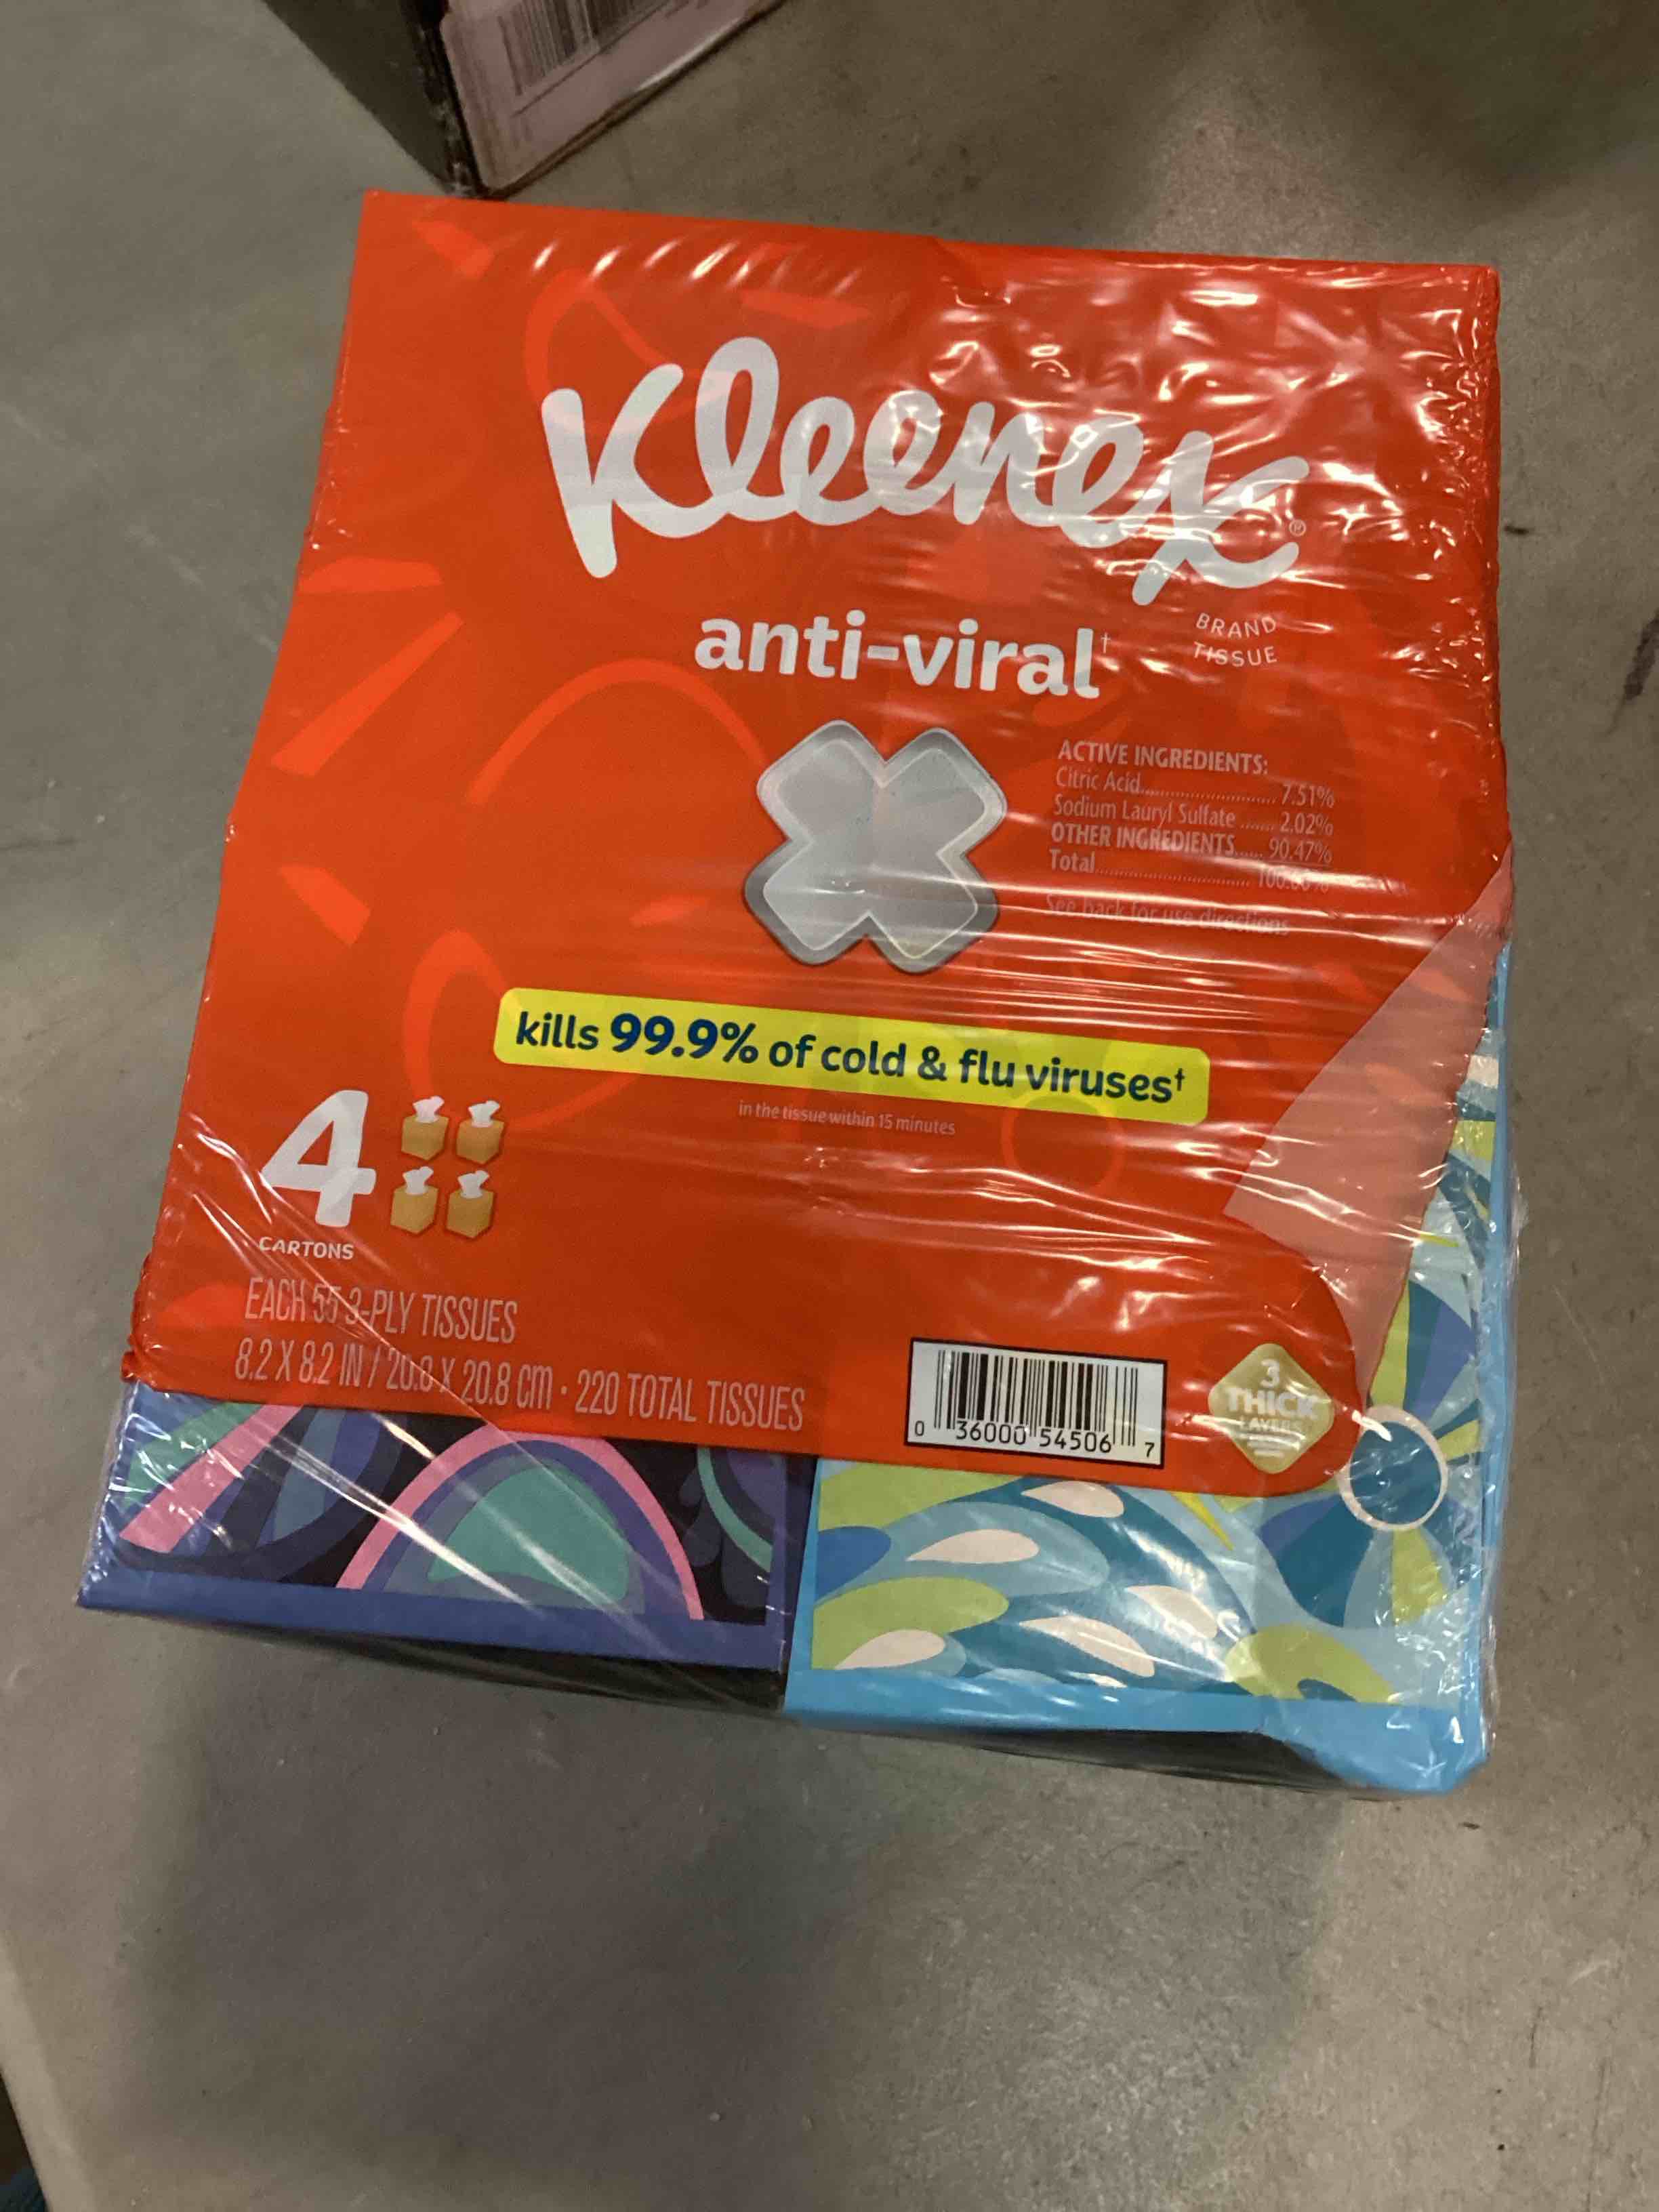 Kleenex®
BRAND
TISSUE
anti-viral†
ACTIVE INGREDIENTS:
Citric Acid.......................... 7.51%
Sodium Lauryl Sulfate ....... 2.02%
OTHER INGREDIENTS...... 90.47%
Total.............................. 100.00%
See back for use directions
kills 99.9% of cold & flu viruses†
in the tissue within 15 minutes
4
CARTONS
EACH 55 3-PLY TISSUES
8.2 X 8.2 IN / 20.8 X 20.8 cm • 220 TOTAL TISSUES
0 36000 54506 7
3
THICK
LAYERS